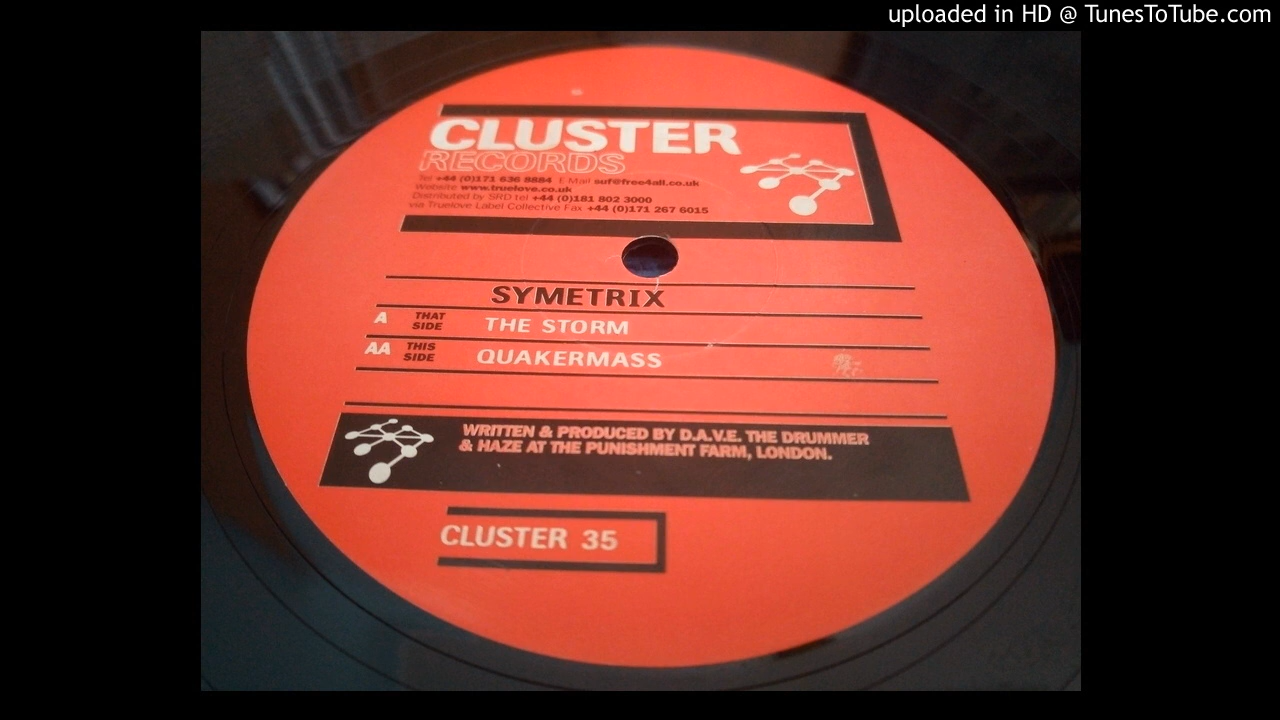 uploaded in HD @ TunesToTube.com
CLUSTER
RECORDS
Tel +44 (0)171 636 8884 E Mail suf@free4all.co.uk
Website www.truelove.co.uk
Distributed by SRD tel +44 (0)181 802 3000
via Truelove Label Collective Fax +44 (0)171 267 6015
SYMETRIX
A THAT SIDE THE STORM
AA THIS SIDE QUAKERMASS
WRITTEN & PRODUCED BY D.A.V.E. THE DRUMMER
& HAZE AT THE PUNISHMENT FARM, LONDON.
CLUSTER 35